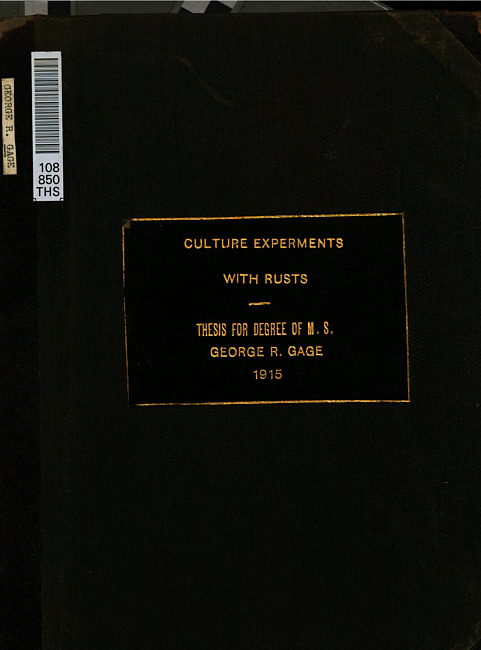 GEORGE R. GAGE
108
850
THS
CULTURE EXPERMENTS
WITH RUSTS
THESIS FOR DEGREE OF M. S.
GEORGE R. GAGE
1915